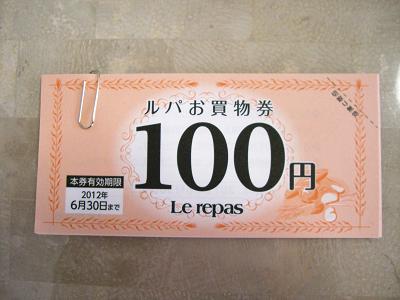 ルパお買物券
100円
本券有効期限
2012年
6月30日まで
Le repas